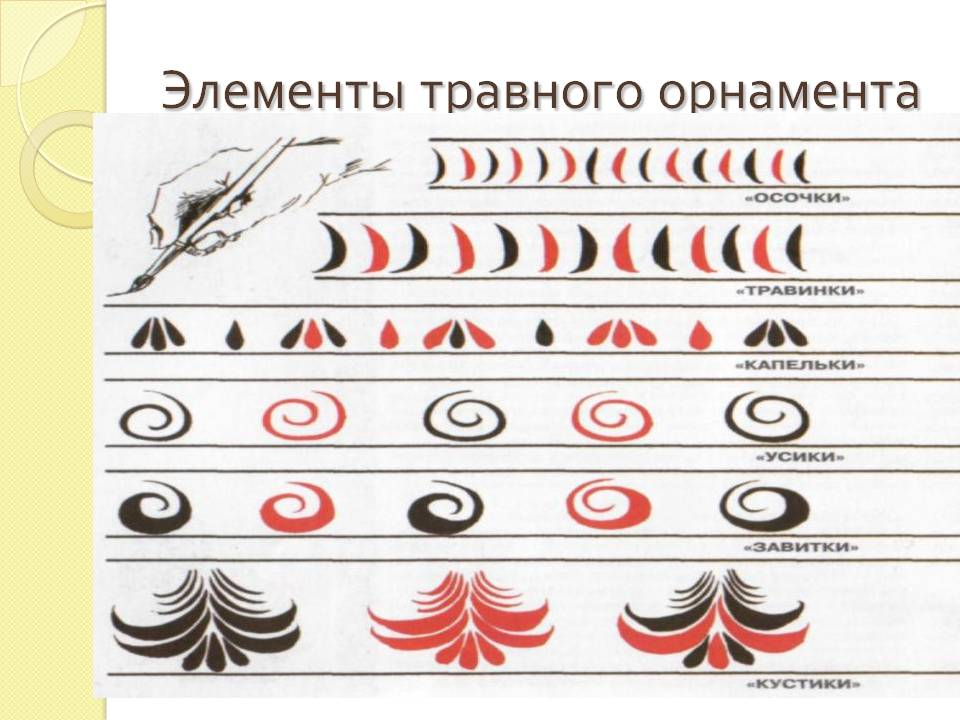 Элементы травного орнамента
«ОСОЧКИ»
«ТРАВИНКИ»
«КАПЕЛЬКИ»
«УСИКИ»
«ЗАВИТКИ»
«КУСТИКИ»